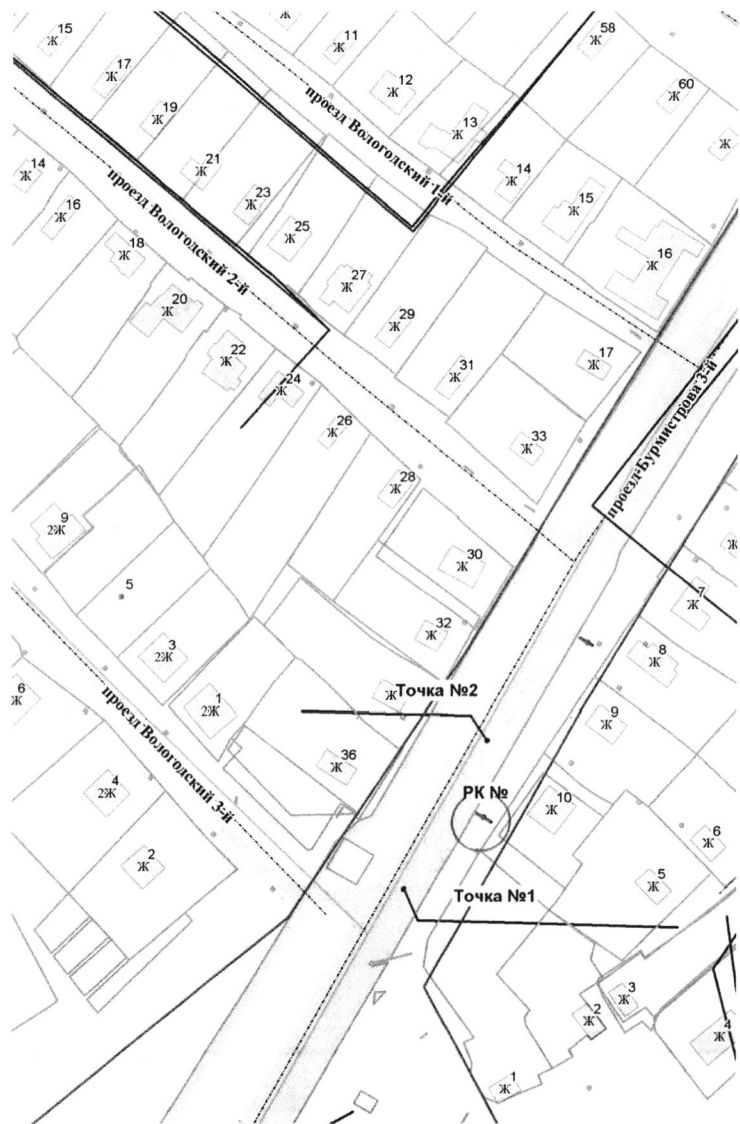 15
Ж
11
Ж
58
Ж
17
Ж
12
Ж
60
Ж
19
Ж
проезд Вологодский 1-й
13
Ж
Ж
21
Ж
14
Ж
14
Ж
проезд Вологодский 2-й
23
Ж
15
Ж
16
Ж
25
Ж
16
Ж
18
Ж
27
Ж
20
Ж
29
Ж
22
Ж
31
Ж
17
Ж
24
Ж
проезд Бурмистрова 3-й
26
Ж
33
Ж
28
Ж
9
2Ж
30
Ж
Ж
5
7
Ж
32
Ж
3
2Ж
8
Ж
6
Ж
1
2Ж
Ж
Точка №2
9
Ж
проезд Вологодский 3-й
36
Ж
4
2Ж
РК №
10
Ж
2
Ж
6
Ж
5
Ж
Точка №1
3
Ж
2
Ж
4
Ж
1
Ж